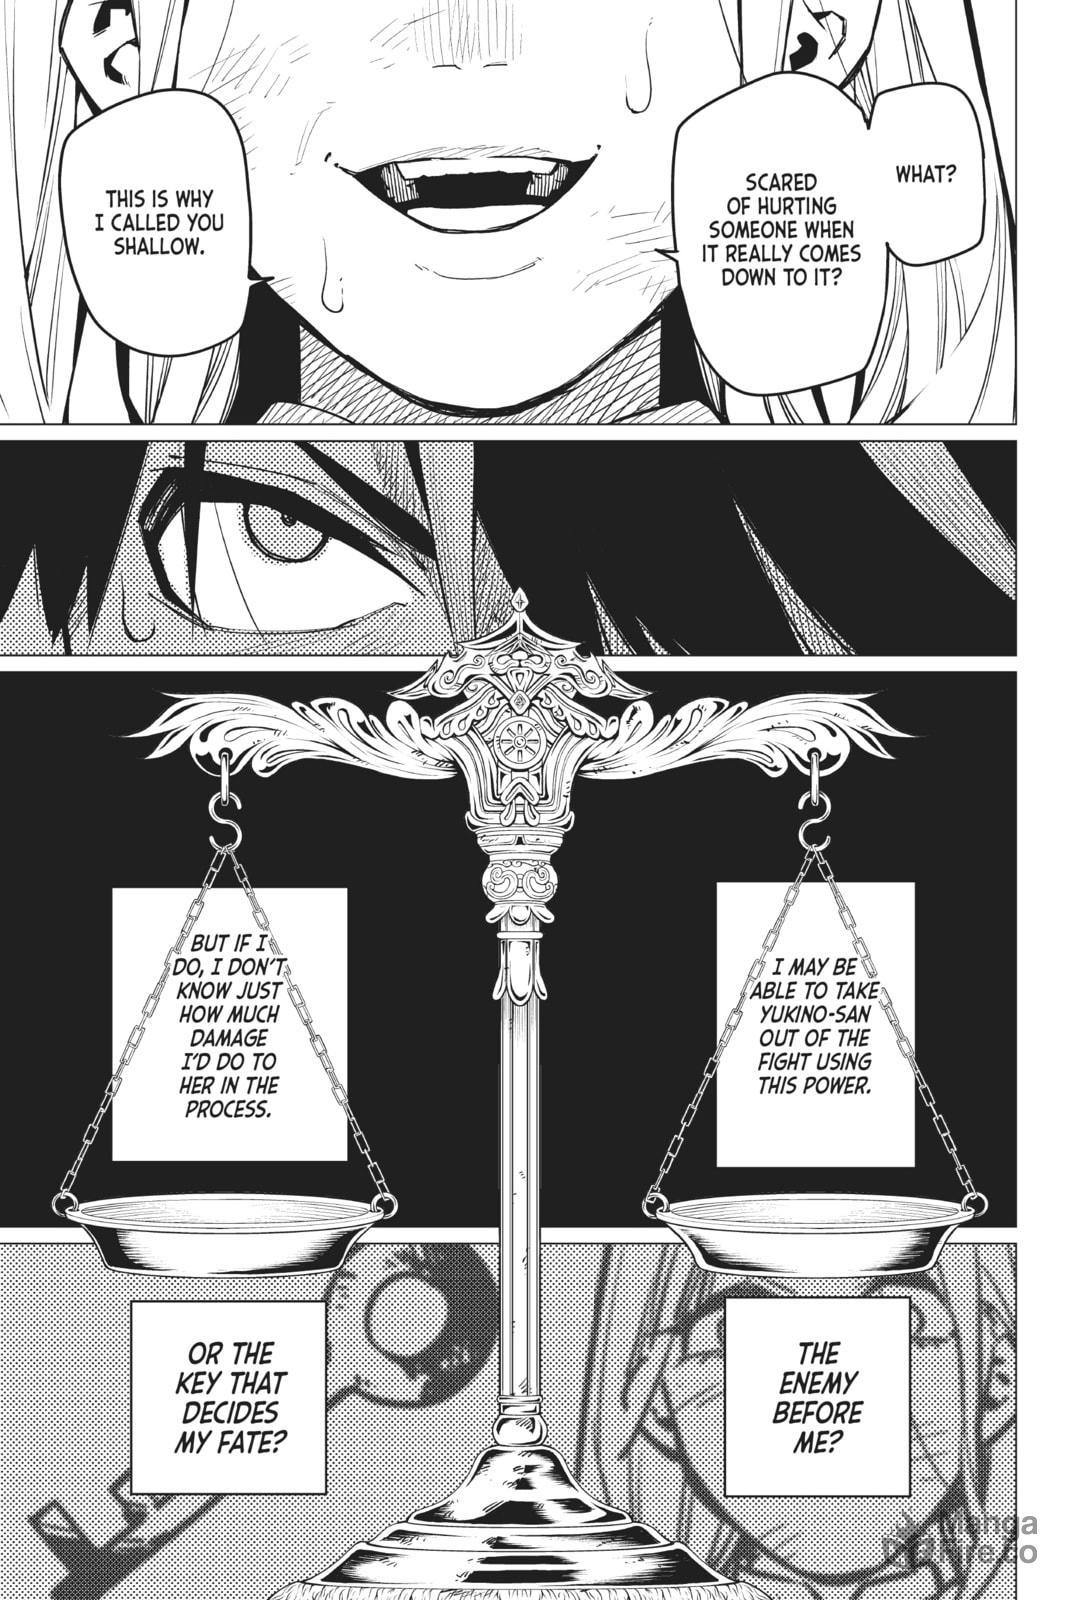 WHAT?
SCARED
OF HURTING
SOMEONE WHEN
IT REALLY COMES
DOWN TO IT?
THIS IS WHY
I CALLED YOU
SHALLOW.
I MAY BE
ABLE TO TAKE
YUKINO-SAN
OUT OF THE
FIGHT USING
THIS POWER.
BUT IF I
DO, I DON'T
KNOW JUST
HOW MUCH
DAMAGE
I'D DO TO
HER IN THE
PROCESS.
THE
ENEMY
BEFORE
ME?
OR THE
KEY THAT
DECIDES
MY FATE?
Manga
Fire.to